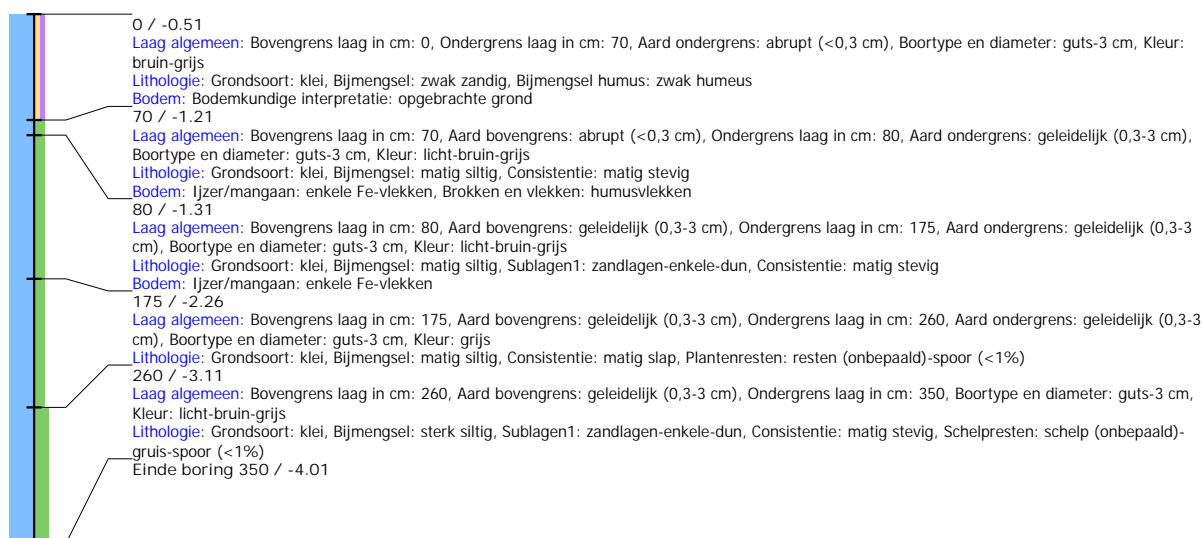 0 / -0.51
Laag algemeen: Bovengrens laag in cm: 0, Ondergrens laag in cm: 70, Aard ondergrens: abrupt (<0,3 cm), Boortype en diameter: guts-3 cm, Kleur:
bruin-grijs
Lithologie: Grondsoort: klei, Bijmengsel: zwak zandig, Bijmengsel humus: zwak humeus
Bodem: Bodemkundige interpretatie: opgebrachte grond
70 / -1.21
Laag algemeen: Bovengrens laag in cm: 70, Aard bovengrens: abrupt (<0,3 cm), Ondergrens laag in cm: 80, Aard ondergrens: geleidelijk (0,3-3 cm),
Boortype en diameter: guts-3 cm, Kleur: licht-bruin-grijs
Lithologie: Grondsoort: klei, Bijmengsel: matig siltig, Consistentie: matig stevig
Bodem: Ijzer/mangaan: enkele Fe-vlekken, Brokken en vlekken: humusvlekken
80 / -1.31
Laag algemeen: Bovengrens laag in cm: 80, Aard bovengrens: geleidelijk (0,3-3 cm), Ondergrens laag in cm: 175, Aard ondergrens: geleidelijk (0,3-3
cm), Boortype en diameter: guts-3 cm, Kleur: licht-bruin-grijs
Lithologie: Grondsoort: klei, Bijmengsel: matig siltig, Sublagen1: zandlagen-enkele-dun, Consistentie: matig stevig
Bodem: Ijzer/mangaan: enkele Fe-vlekken
175 / -2.26
Laag algemeen: Bovengrens laag in cm: 175, Aard bovengrens: geleidelijk (0,3-3 cm), Ondergrens laag in cm: 260, Aard ondergrens: geleidelijk (0,3-3
cm), Boortype en diameter: guts-3 cm, Kleur: grijs
Lithologie: Grondsoort: klei, Bijmengsel: matig siltig, Consistentie: matig slap, Plantenresten: resten (onbepaald)-spoor (<1%)
260 / -3.11
Laag algemeen: Bovengrens laag in cm: 260, Aard bovengrens: geleidelijk (0,3-3 cm), Ondergrens laag in cm: 350, Boortype en diameter: guts-3 cm,
Kleur: licht-bruin-grijs
Lithologie: Grondsoort: klei, Bijmengsel: sterk siltig, Sublagen1: zandlagen-enkele-dun, Consistentie: matig stevig, Schelpresten: schelp (onbepaald)-
gruis-spoor (<1%)
Einde boring 350 / -4.01